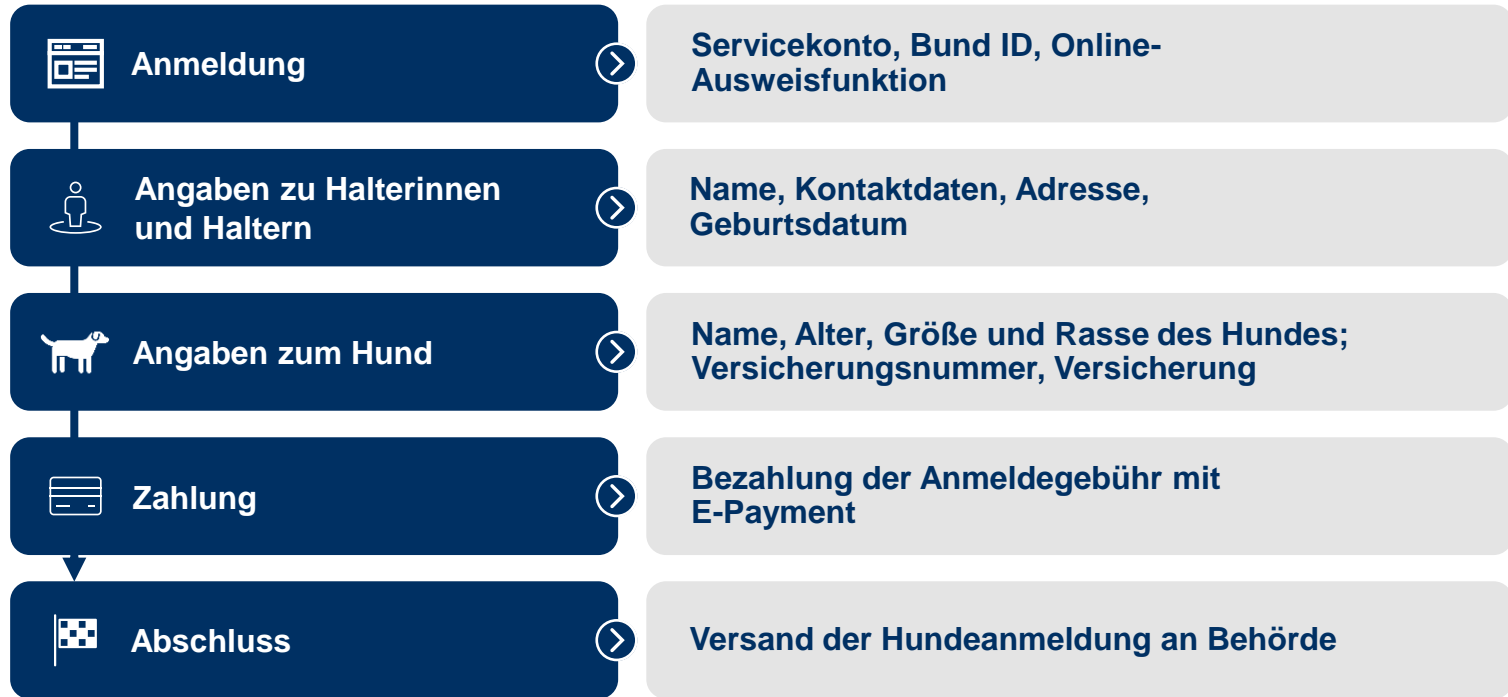 Anmeldung
Servicekonto, Bund ID, Online-
Ausweisfunktion
Angaben zu Halterinnen
und Haltern
Name, Kontaktdaten, Adresse,
Geburtsdatum
Angaben zum Hund
Name, Alter, Größe und Rasse des Hundes;
Versicherungsnummer, Versicherung
Zahlung
Bezahlung der Anmeldegebühr mit
E-Payment
Abschluss
Versand der Hundeanmeldung an Behörde